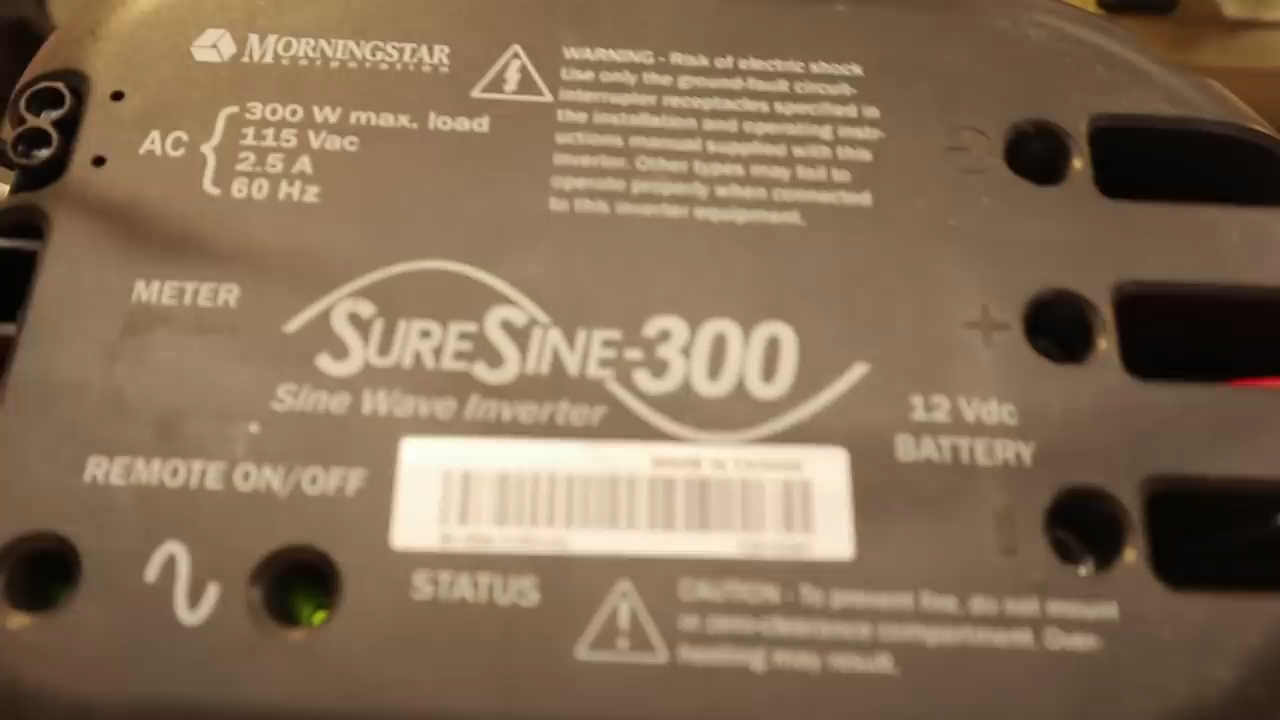 MORNINGSTAR
corporation
AC
300 W max. load
115 Vac
2.5 A
60 Hz
WARNING - Risk of electric shock
Use only the ground-fault circuit-
interrupter receptacles specified in
the installation and operating instr-
uctions manual supplied with this
inverter. Other types may fail to
operate properly when connected
to this inverter equipment.
METER
SURESINE-300
Sine Wave Inverter
+
12 Vdc
BATTERY
REMOTE ON/OFF
MADE IN TAIWAN
STATUS
CAUTION - To prevent fire, do not mount
in zero-clearance compartment. Over-
heating may result.